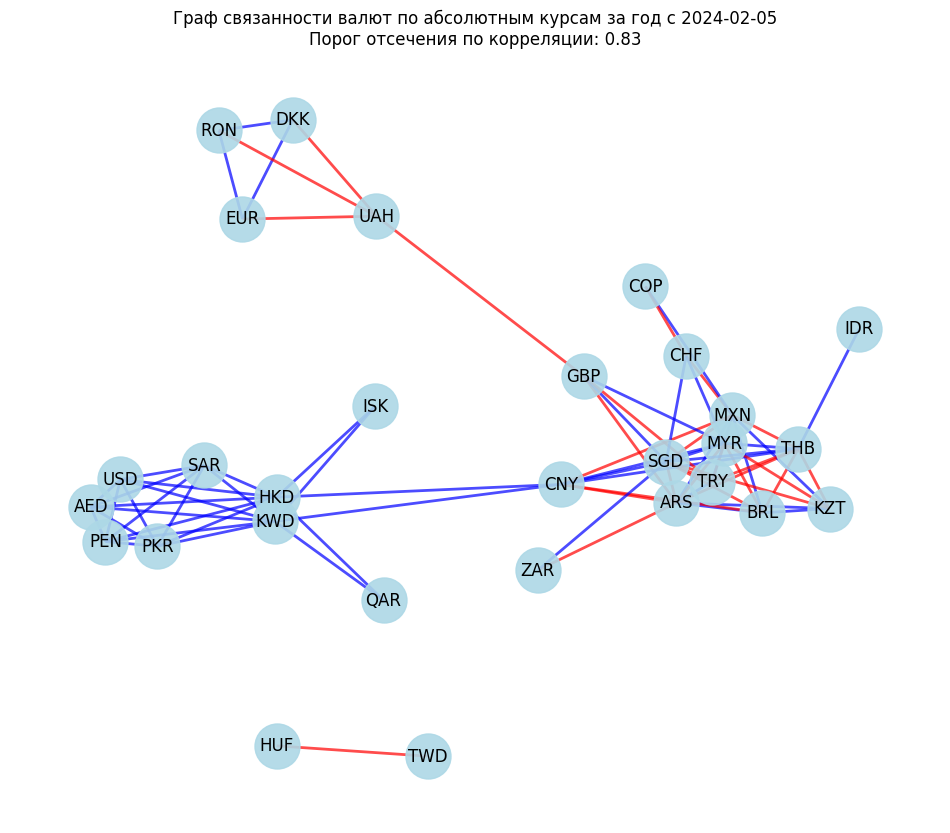 Граф связанности валют по абсолютным курсам за год с 2024-02-05
Порог отсечения по корреляции: 0.83
DKK
RON
UAH
EUR
COP
IDR
CHF
GBP
ISK
MXN
MYR
THB
SGD
SAR
USD
TRY
CNY
HKD
ARS
AED
KZT
BRL
KWD
PEN
PKR
ZAR
QAR
HUF
TWD